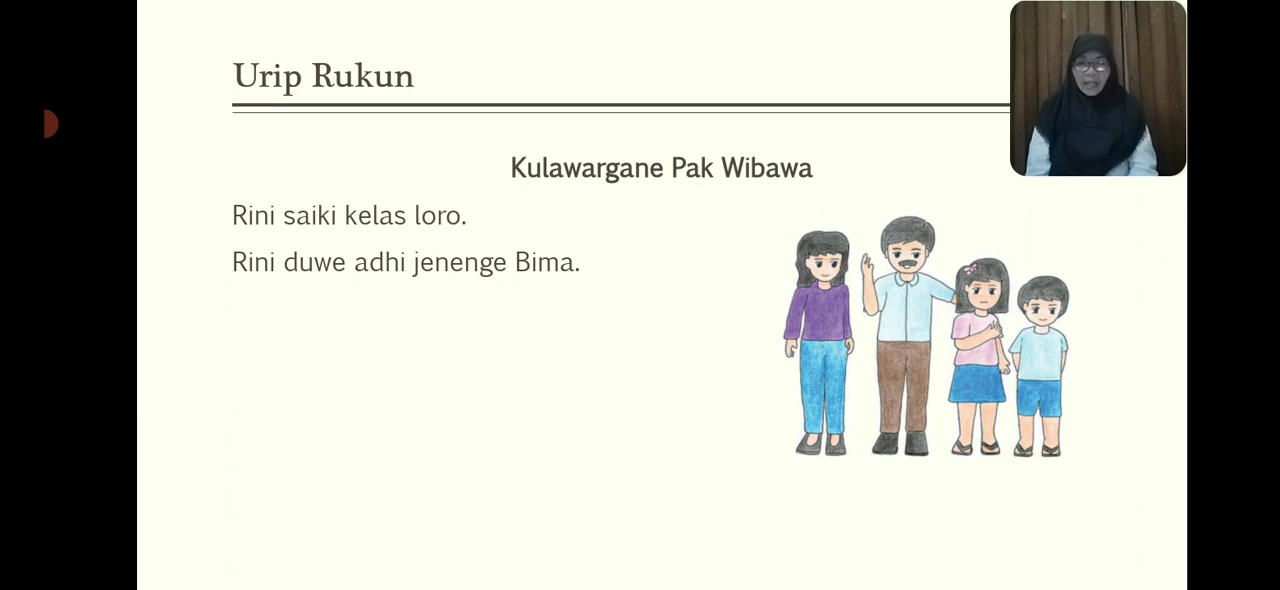 Urip Rukun
Kulawargane Pak Wibawa
Rini saiki kelas loro.
Rini duwe adhi jenenge Bima.